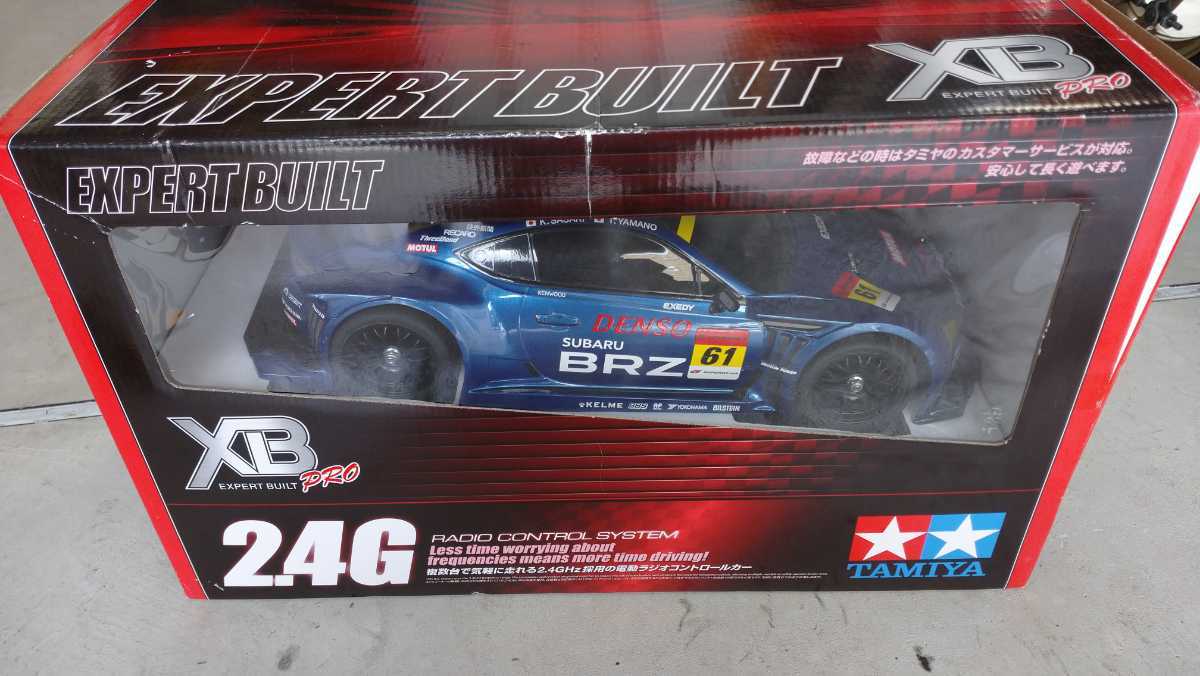 EXPERT BUILT
XB
EXPERT BUILT PRO
EXPERT BUILT
故障などの時はタミヤのカスタマーサービスが対応。
安心して長く遊べます。
K. SASAKI T. YAMANO
RECARO
ThreeBond
MOTUL
KENWOOD
EXEDY
DENSO
SUBARU
BRZ
61
61
KELME
YOKOHAMA
BILSTEIN
XB
EXPERT BUILT PRO
2.4G
RADIO CONTROL SYSTEM
Less time worrying about
frequencies means more time driving!
複数台で気軽に走れる2.4GHz採用の電動ラジオコントロールカー
TAMIYA